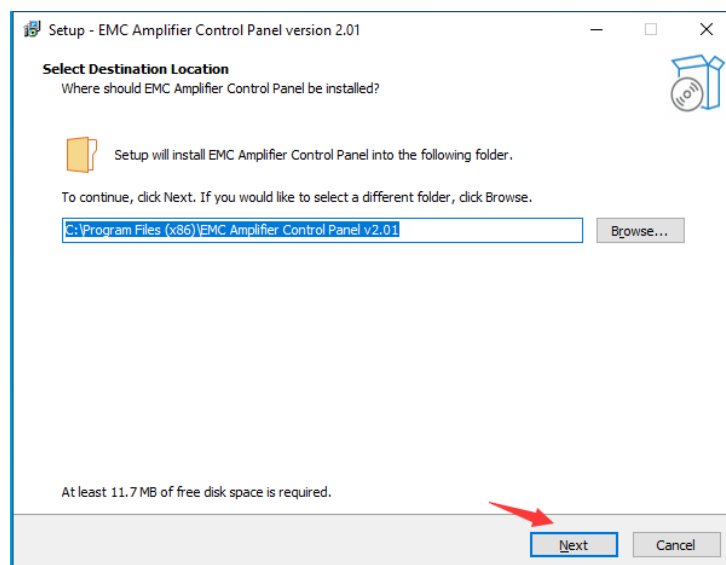 Setup - EMC Amplifier Control Panel version 2.01
Select Destination Location
Where should EMC Amplifier Control Panel be installed?
Setup will install EMC Amplifier Control Panel into the following folder.
To continue, click Next. If you would like to select a different folder, click Browse.
C:\Program Files (x86)\EMC Amplifier Control Panel v2.01
Browse...
At least 11.7 MB of free disk space is required.
Next
Cancel